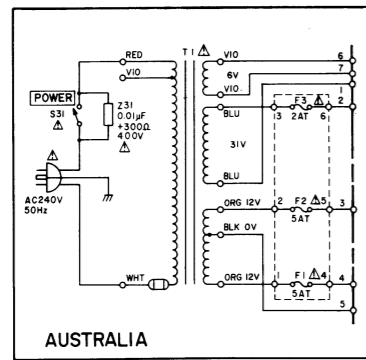 RED
T1
VIO
6
VIO
7
6V
POWER
VIO
1
S31
Z31
0.01µF
+300Ω
400V
BLU
F3
2
3
2AT
6
31V
AC240V
50Hz
BLU
ORG 12V
2
F2
5
3
5AT
BLK 0V
WHT
ORG 12V
1
F1
4
4
5AT
5
AUSTRALIA